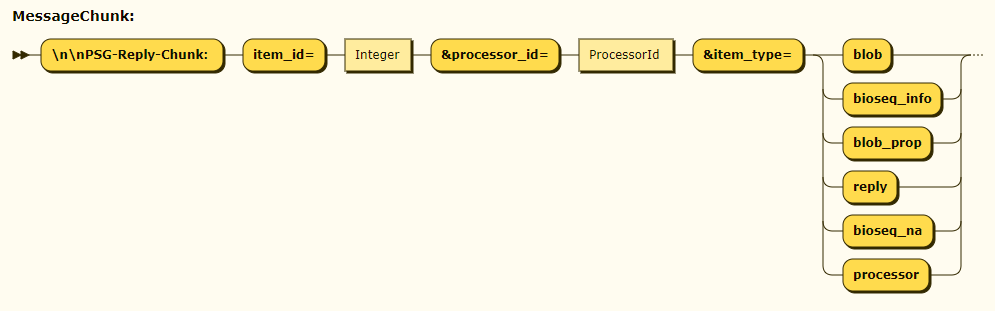 MessageChunk:
\n\nPSG-Reply-Chunk: item_id= Integer &processor_id= ProcessorId &item_type= blob
bioseq_info
blob_prop
reply
bioseq_na
processor